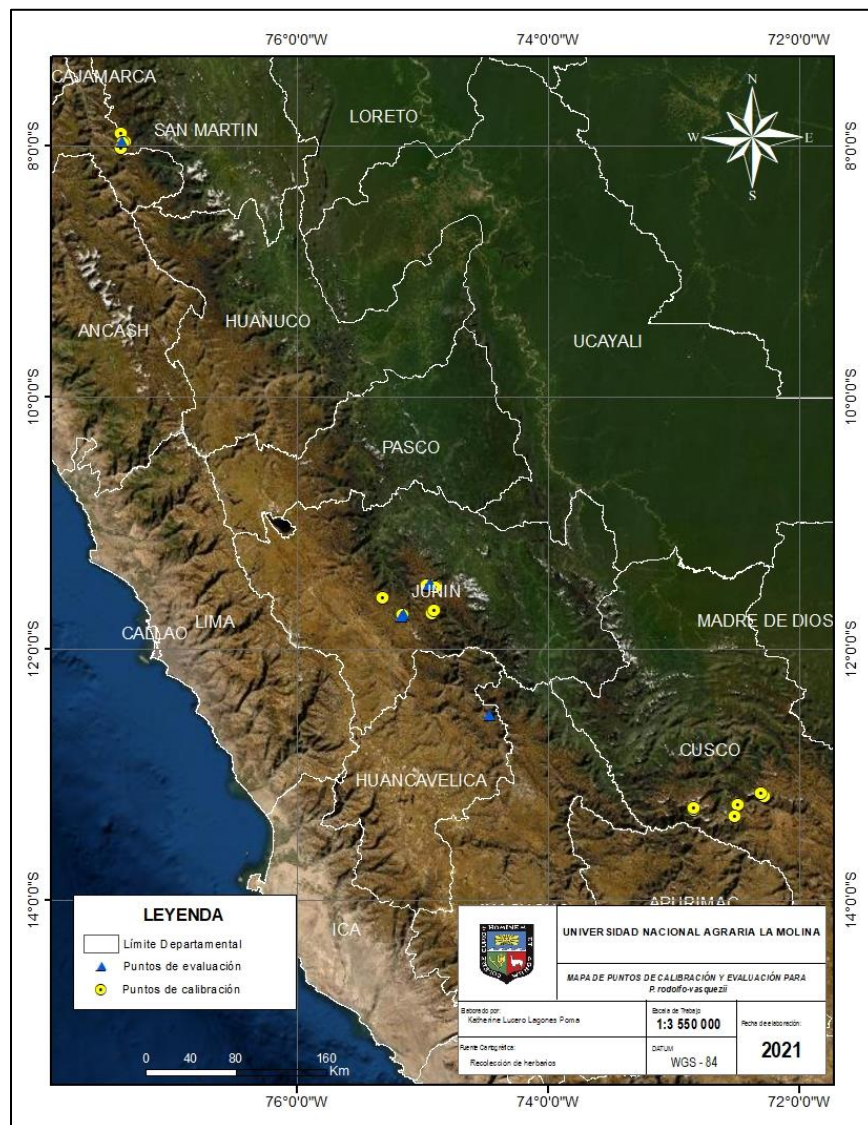 76°0'0"W 74°0'0"W 72°0'0"W
CAJAMARCA
N
LORETO
SAN MARTIN
W E
8°0'0"S 8°0'0"S
S
HUANUCO
ANCASH
UCAYALI
10°0'0"S 10°0'0"S
PASCO
JUNIN
LIMA
MADRE DE DIOS
CALLAO
12°0'0"S 12°0'0"S
CUSCO
HUANCAVELICA
14°0'0"S 14°0'0"S
APURIMAC
ICA
LEYENDA
Límite Departamental
Puntos de evaluación
Puntos de calibración
0 40 80 160
Km
UNIVERSIDAD NACIONAL AGRARIA LA MOLINA
MAPA DE PUNTOS DE CALIBRACIÓN Y EVALUACIÓN PARA
P. rodolfo-vasquezii
Elaborado por:
Katherine Lucero Lagones Poma
Escala de Trabajo
1:3 550 000
Fecha de elaboración:
2021
Fuente Cartográfica:
Recolección de herbarios
DATUM
WGS - 84
76°0'0"W 74°0'0"W 72°0'0"W